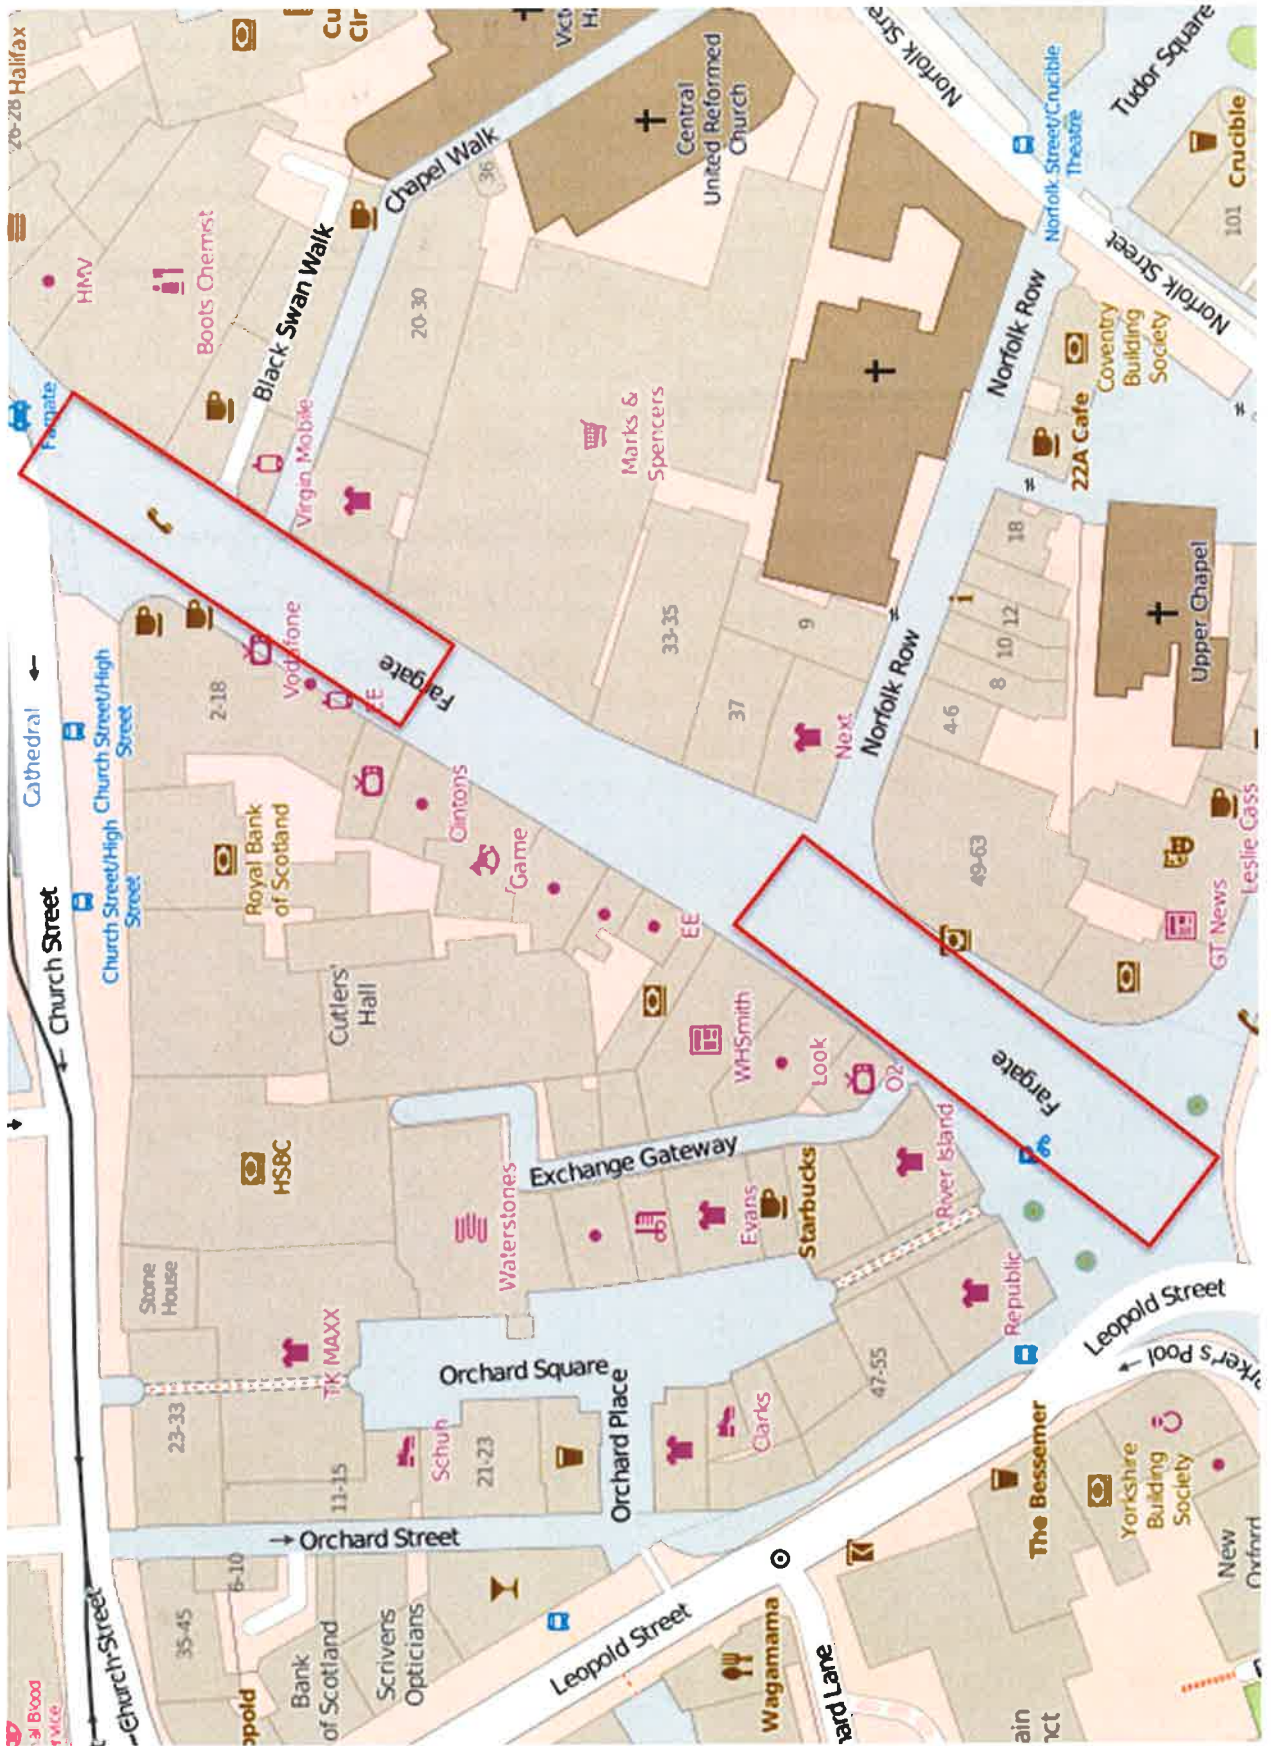 26-28 Halifax
HMV
Boots Chemist
Fargate
Black Swan Walk
Chapel Walk
36
20-30
Virgin Mobile
Central
United Reformed
Church
Norfolk Street
Norfolk Street/Crucible
Theatre
Tudor Square
101
Crucible
Norfolk Street
Norfolk Street
Norfolk Row
Coventry
Building
Society
22A Cafe
Marks &
Spencers
33-35
37
9
Next
Norfolk Row
18
12
10
8
4-6
Upper Chapel
49-63
GT News
Leslie Cass
Fargate
Fargate
Vodafone
EE
2-18
Cathedral
Church Street/High
Street
Church Street/High
Street
Church Street
Royal Bank
of Scotland
Clintons
Game
EE
Cutlers'
Hall
WHSmith
Look
O2
Fargate
HSBC
Exchange Gateway
Waterstones
Evans
Starbucks
River Island
Republic
Stone
House
TK MAXX
23-33
11-15
Orchard Square
Orchard Place
Schuh
21-23
Clarks
47-55
Leopold Street
Orchard Street
6-10
35-45
Church Street
Bank
of Scotland
Scrivens
Opticians
Leopold Street
Wagamama
The Bessemer
Yorkshire
Building
Society
New
Oxford